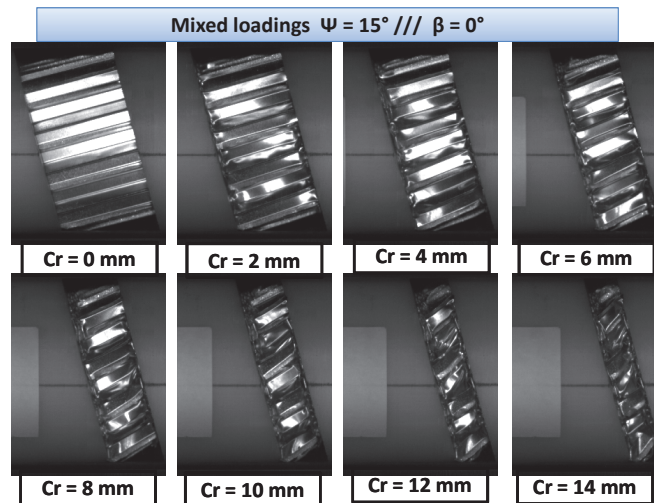 Mixed loadings Ψ = 15° /// β = 0°
Cr = 0 mm
Cr = 2 mm
Cr = 4 mm
Cr = 6 mm
Cr = 8 mm
Cr = 10 mm
Cr = 12 mm
Cr = 14 mm